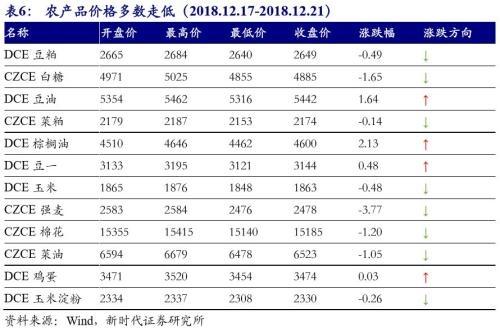 表6： 农产品价格多数走低（2018.12.17-2018.12.21）
名称 开盘价 最高价 最低价 收盘价 涨跌幅 涨跌方向
DCE 豆粕 2665 2684 2640 2649 -0.49 ↓
CZCE 白糖 4971 5025 4855 4885 -1.65 ↓
DCE 豆油 5354 5462 5316 5442 1.64 ↑
CZCE 菜粕 2179 2187 2153 2174 -0.14 ↓
DCE 棕榈油 4510 4646 4462 4600 2.13 ↑
DCE 豆一 3133 3195 3121 3144 0.48 ↑
DCE 玉米 1865 1876 1848 1863 -0.48 ↓
CZCE 强麦 2583 2584 2476 2478 -3.77 ↓
CZCE 棉花 15355 15415 15140 15185 -1.20 ↓
CZCE 菜油 6594 6679 6478 6523 -1.05 ↓
DCE 鸡蛋 3471 3520 3454 3474 0.03 ↑
DCE 玉米淀粉 2334 2337 2308 2330 -0.26 ↓
资料来源：Wind，新时代证券研究所